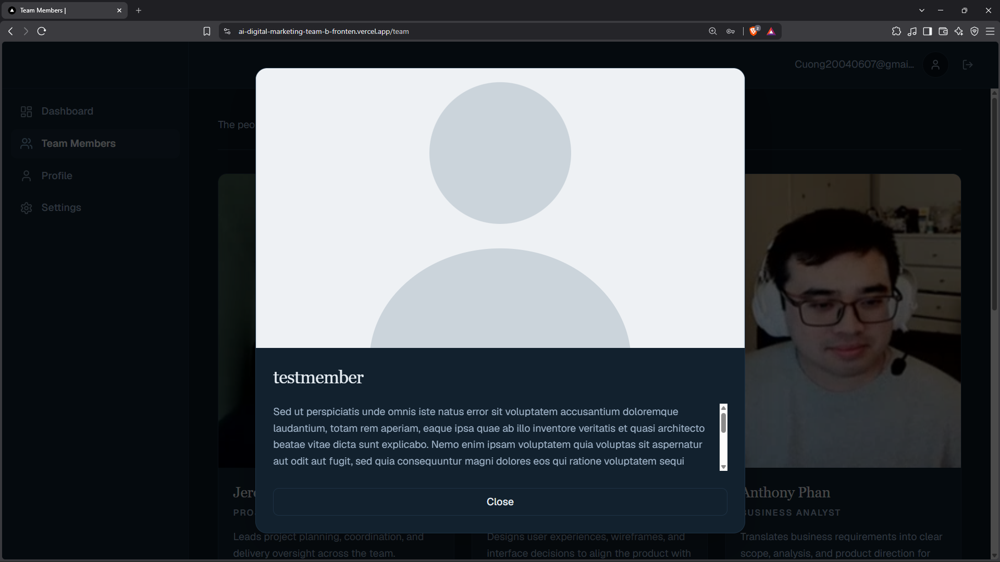 Team Members |
ai-digital-marketing-team-b-fronten.vercel.app/team
2
Cuong20040607@gmai...
Dashboard
Team Members
Profile
Settings
The peo
testmember
Sed ut perspiciatis unde omnis iste natus error sit voluptatem accusantium doloremque
laudantium, totam rem aperiam, eaque ipsa quae ab illo inventore veritatis et quasi architecto
beatae vitae dicta sunt explicabo. Nemo enim ipsam voluptatem quia voluptas sit aspernatur
aut odit aut fugit, sed quia consequuntur magni dolores eos qui ratione voluptatem sequi
Close
Jer
PRO
Leads project planning, coordination, and
delivery oversight across the team.
Designs user experiences, wireframes, and
interface decisions to align the product with
Anthony Phan
BUSINESS ANALYST
Translates business requirements into clear
scope, analysis, and product direction for